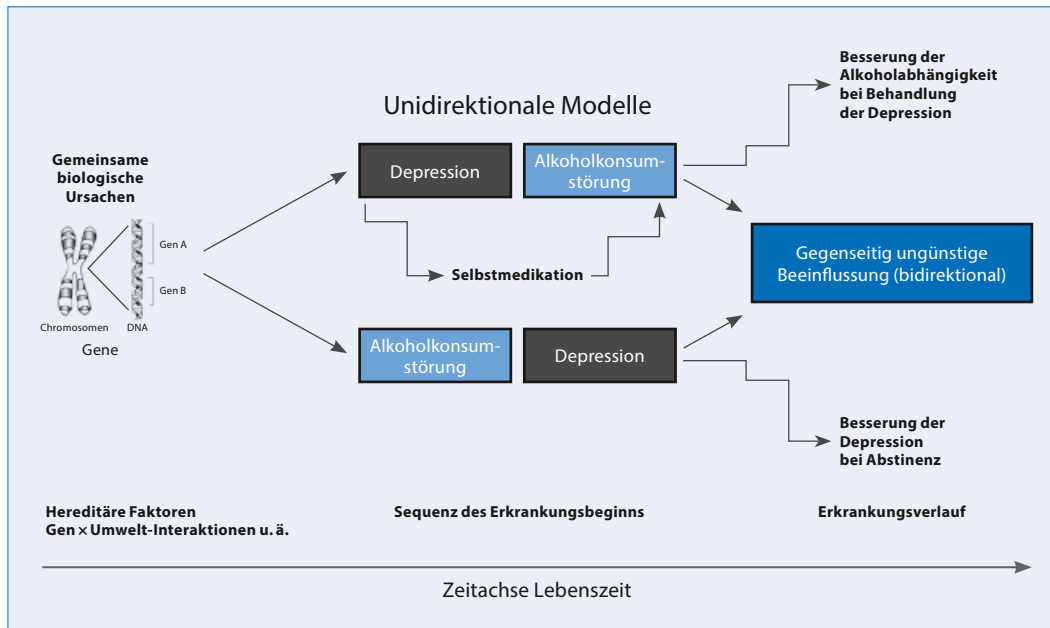 Unidirektionale Modelle
Gemeinsame
biologische
Ursachen
Gen A
Gen B
Chromosomen
DNA
Gene
Depression
Alkoholkonsum-
störung
Selbstmedikation
Alkoholkonsum-
störung
Depression
Besserung der
Alkoholabhängigkeit
bei Behandlung
der Depression
Gegenseitig ungünstige
Beeinflussung (bidirektional)
Besserung der
Depression
bei Abstinenz
Hereditäre Faktoren
Gen × Umwelt-Interaktionen u. ä.
Sequenz des Erkrankungsbeginns
Erkrankungsverlauf
Zeitachse Lebenszeit